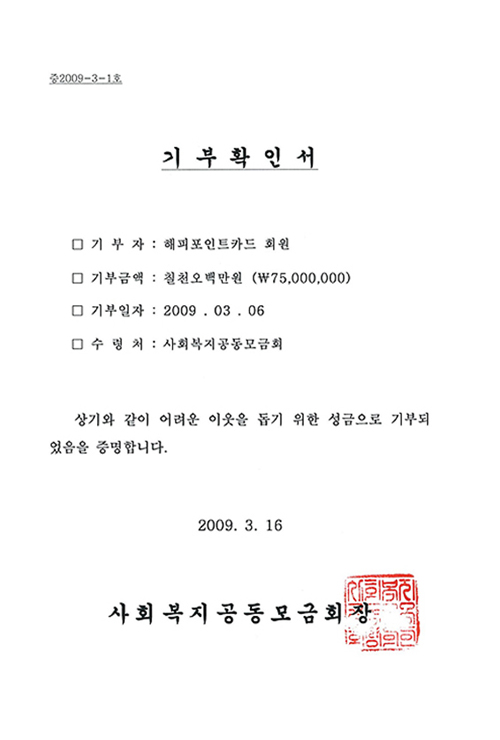 증2009-3-1호
기 부 확 인 서
□ 기 부 자 : 해피포인트카드 회원
□ 기부금액 : 칠천오백만원 (₩75,000,000)
□ 기부일자 : 2009 . 03 . 06
□ 수 령 처 : 사회복지공동모금회
상기와 같이 어려운 이웃을 돕기 위한 성금으로 기부되
었음을 증명합니다.
2009. 3. 16
사회복지공동모금회장